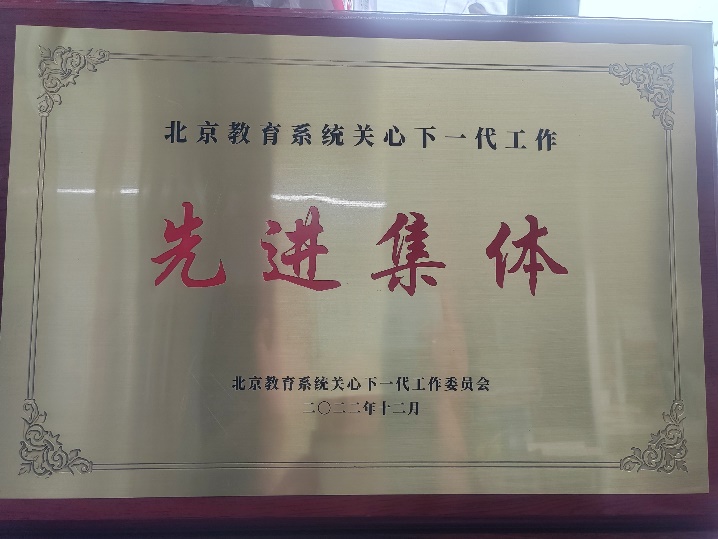 北京教育系统关心下一代工作
先进集体
北京教育系统关心下一代工作委员会
二〇二二年十二月